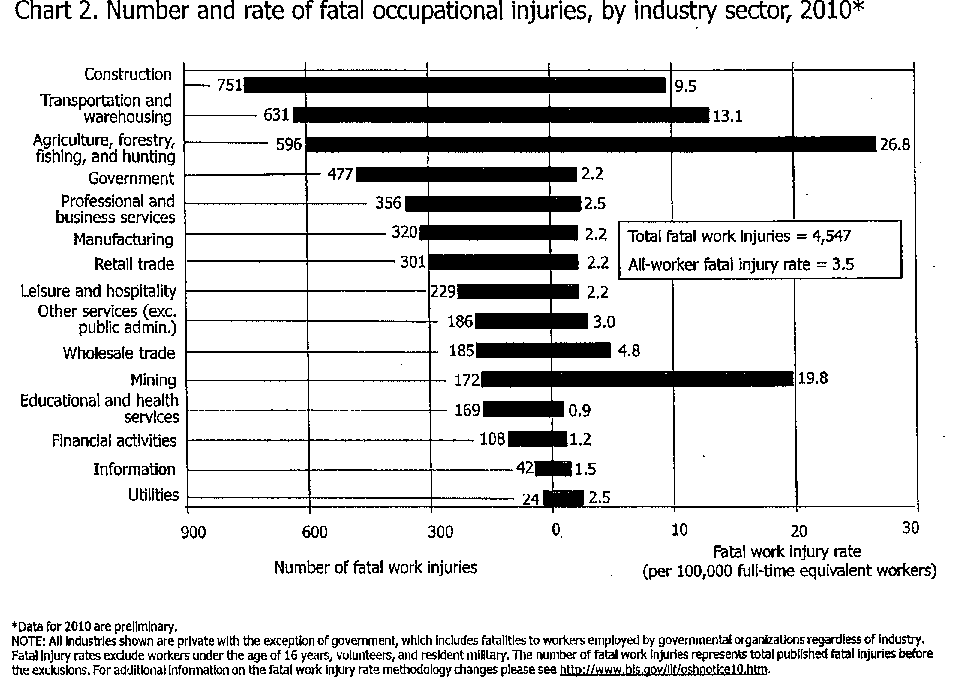 Chart 2. Number and rate of fatal occupational injuries, by industry sector, 2010*
Construction
751
9.5
Transportation and
warehousing
631
13.1
Agriculture, forestry,
fishing, and hunting
596
26.8
Government
477
2.2
Professional and
business services
356
2.5
Manufacturing
320
2.2
Total fatal work injuries = 4,547
Retail trade
301
2.2
All-worker fatal injury rate = 3.5
Leisure and hospitality
229
2.2
Other services (exc.
public admin.)
186
3.0
Wholesale trade
185
4.8
Mining
172
19.8
Educational and health
services
169
0.9
Financial activities
108
1.2
Information
42
1.5
Utilities
24
2.5
900 600 300 0 10 20 30
Number of fatal work injuries
Fatal work injury rate
(per 100,000 full-time equivalent workers)
*Data for 2010 are preliminary.
NOTE: All industries shown are private with the exception of government, which includes fatalities to workers employed by governmental organizations regardless of industry.
Fatal injury rates exclude workers under the age of 16 years, volunteers, and resident military. The number of fatal work injuries represents total published fatal injuries before
the exclusions. For additional information on the fatal work injury rate methodology changes please see http://www.bls.gov/iif/oshnotice10.htm.